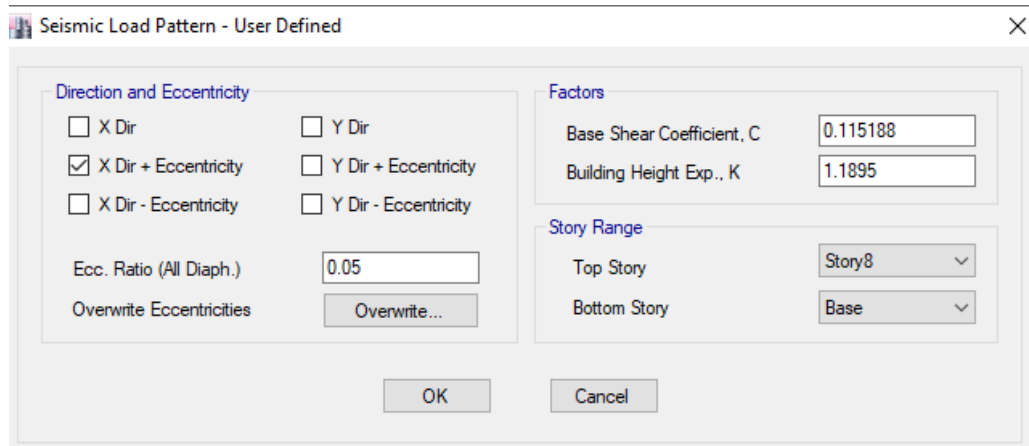 Seismic Load Pattern - User Defined
Direction and Eccentricity
X Dir
Y Dir
X Dir + Eccentricity
Y Dir + Eccentricity
X Dir - Eccentricity
Y Dir - Eccentricity
Ecc. Ratio (All Diaph.)
0.05
Overwrite Eccentricities
Overwrite...
Factors
Base Shear Coefficient, C
0.115188
Building Height Exp., K
1.1895
Story Range
Top Story
Story8
Bottom Story
Base
OK
Cancel